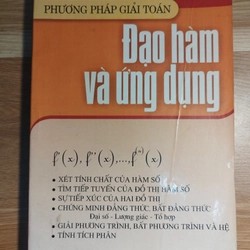 PHƯƠNG PHÁP GIẢI TOÁN
Đạo hàm
và ứng dụng
f'(x), f''(x),...,f⁽ⁿ⁾(x)
• XÉT TÍNH CHẤT CỦA HÀM SỐ
• TÌM TIẾP TUYẾN CỦA ĐỒ THỊ HÀM SỐ
• SỰ TIẾP XÚC CỦA HAI ĐỒ THỊ
• CHỨNG MINH ĐẲNG THỨC, BẤT ĐẲNG THỨC
Đại số - Lượng giác - Tổ hợp
• GIẢI PHƯƠNG TRÌNH, BẤT PHƯƠNG TRÌNH VÀ HỆ
• TÍNH TÍCH PHÂN